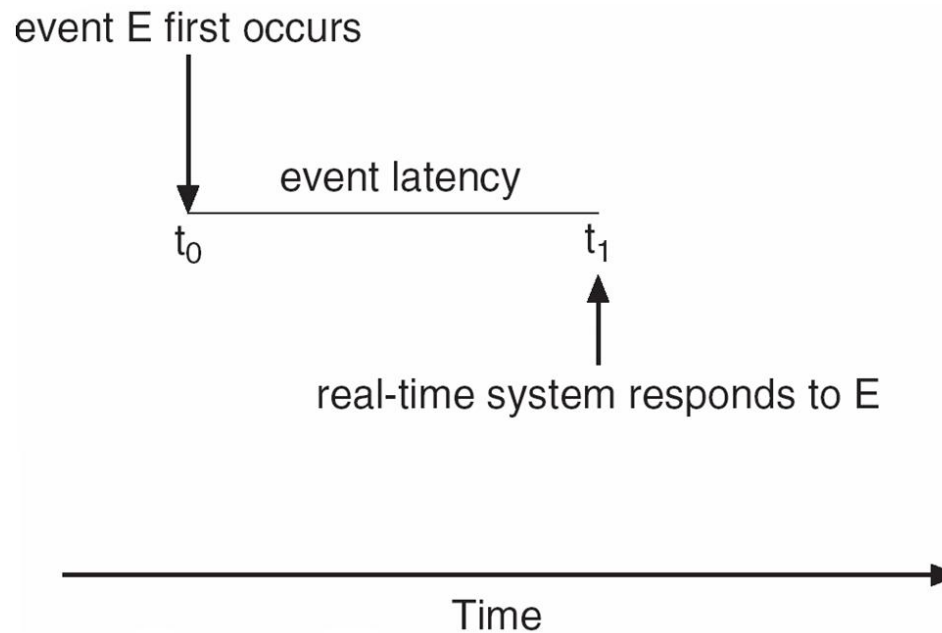 event E first occurs
event latency
t₀
t₁
real-time system responds to E
Time